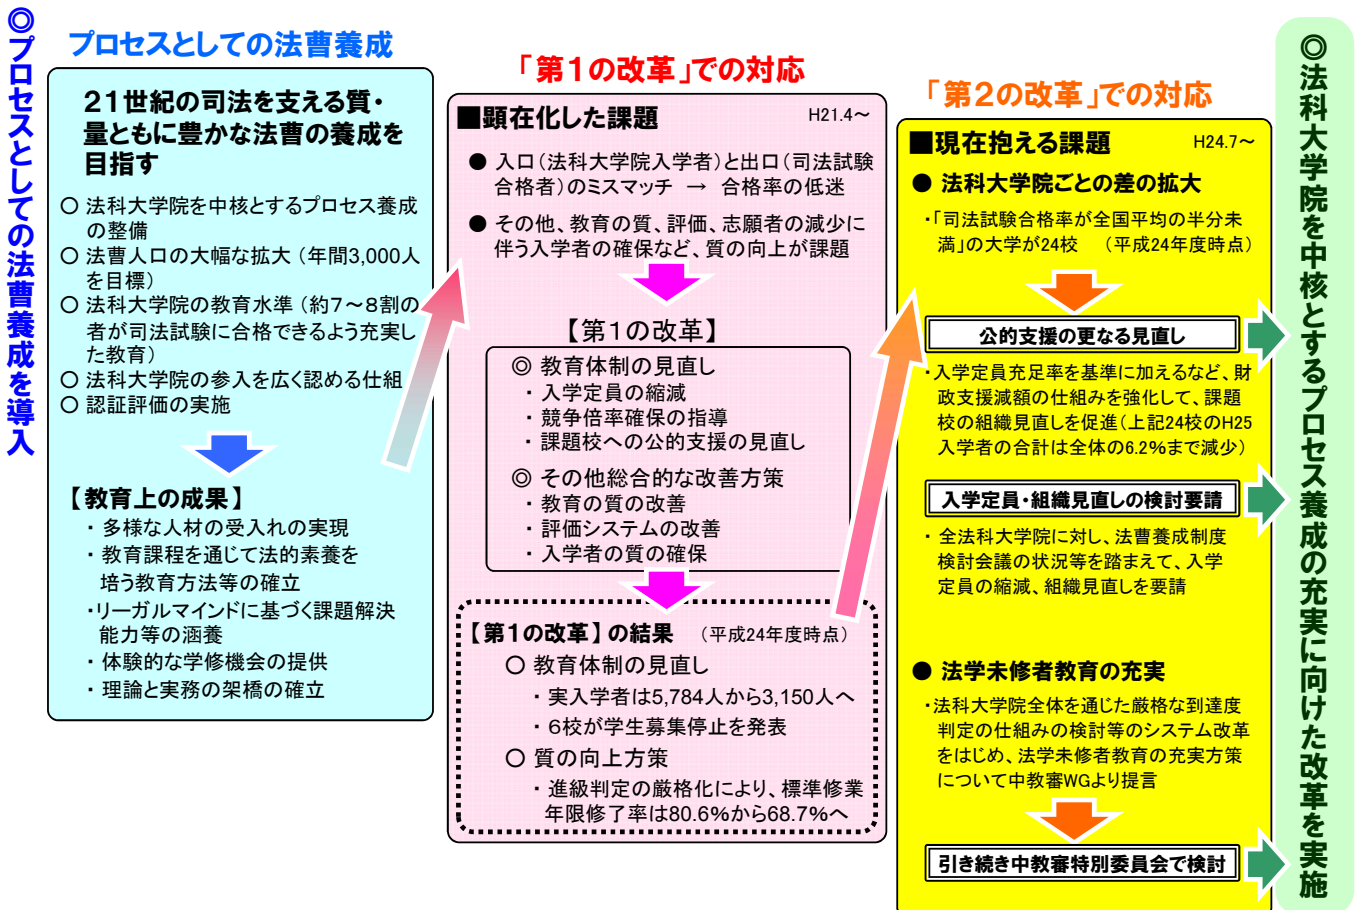 ◎プロセスとしての法曹養成を導入
プロセスとしての法曹養成
21世紀の司法を支える質・
量ともに豊かな法曹の養成を
目指す
○ 法科大学院を中核とするプロセス養成
の整備
○ 法曹人口の大幅な拡大（年間3,000人
を目標）
○ 法科大学院の教育水準（約7～8割の
者が司法試験に合格できるよう充実し
た教育）
○ 法科大学院の参入を広く認める仕組
○ 認証評価の実施
【教育上の成果】
・ 多様な人材の受入れの実現
・ 教育課程を通じて法的素養を
培う教育方法等の確立
・リーガルマインドに基づく課題解決
能力等の涵養
・ 体験的な学修機会の提供
・ 理論と実務の架橋の確立
「第1の改革」での対応
■顕在化した課題 H21.4～
● 入口（法科大学院入学者）と出口（司法試験
合格者）のミスマッチ → 合格率の低迷
● その他、教育の質、評価、志願者の減少に
伴う入学者の確保など、質の向上が課題
【第1の改革】
◎ 教育体制の見直し
・ 入学定員の縮減
・ 競争倍率確保の指導
・ 課題校への公的支援の見直し
◎ その他総合的な改善方策
・ 教育の質の改善
・ 評価システムの改善
・ 入学者の質の確保
【第1の改革】の結果 （平成24年度時点）
○ 教育体制の見直し
・ 実入学者は5,784人から3,150人へ
・ 6校が学生募集停止を発表
○ 質の向上方策
・ 進級判定の厳格化により、標準修業
年限修了率は80.6%から68.7%へ
「第2の改革」での対応
■現在抱える課題 H24.7～
● 法科大学院ごとの差の拡大
・「司法試験合格率が全国平均の半分未
満」の大学が24校 （平成24年度時点）
公的支援の更なる見直し
・入学定員充足率を基準に加えるなど、財
政支援減額の仕組みを強化して、課題
校の組織見直しを促進（上記24校のH25
入学者の合計は全体の6.2%まで減少）
入学定員・組織見直しの検討要請
・ 全法科大学院に対し、法曹養成制度
検討会議の状況等を踏まえて、入学
定員の縮減、組織見直しを要請
● 法学未修者教育の充実
・法科大学院全体を通じた厳格な到達度
判定の仕組みの検討等のシステム改革
をはじめ、法学未修者教育の充実方策
について中教審WGより提言
引き続き中教審特別委員会で検討
◎法科大学院を中核とするプロセス養成の充実に向けた改革を実施